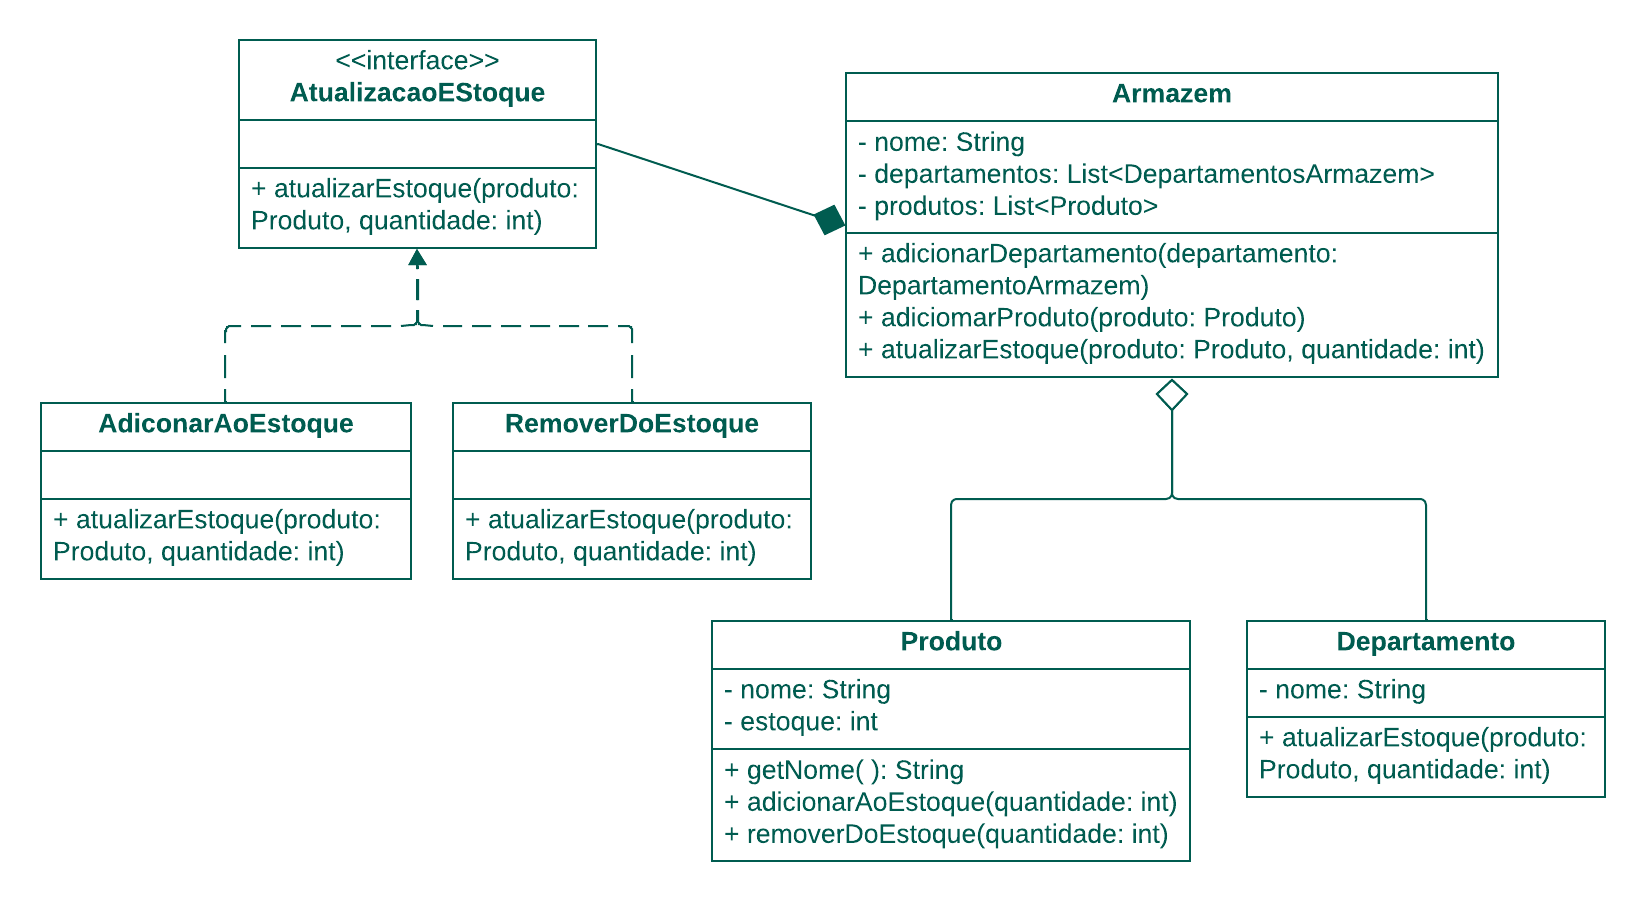 <<interface>>
AtualizacaoEStoque
+ atualizarEstoque(produto:
Produto, quantidade: int)
Armazem
- nome: String
- departamentos: List<DepartamentosArmazem>
- produtos: List<Produto>
+ adicionarDepartamento(departamento:
DepartamentoArmazem)
+ adiciomarProduto(produto: Produto)
+ atualizarEstoque(produto: Produto, quantidade: int)
AdiconarAoEstoque
+ atualizarEstoque(produto:
Produto, quantidade: int)
RemoverDoEstoque
+ atualizarEstoque(produto:
Produto, quantidade: int)
Produto
- nome: String
- estoque: int
+ getNome( ): String
+ adicionarAoEstoque(quantidade: int)
+ removerDoEstoque(quantidade: int)
Departamento
- nome: String
+ atualizarEstoque(produto:
Produto, quantidade: int)